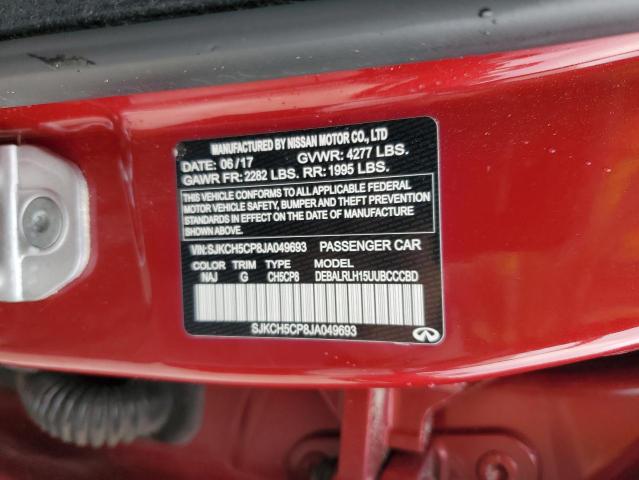 MANUFACTURED BY NISSAN MOTOR CO., LTD
DATE: 06/17 GVWR: 4277 LBS.
GAWR FR: 2282 LBS. RR: 1995 LBS.
THIS VEHICLE CONFORMS TO ALL APPLICABLE FEDERAL
MOTOR VEHICLE SAFETY, BUMPER AND THEFT PREVENTION
STANDARDS IN EFFECT ON THE DATE OF MANUFACTURE
SHOWN ABOVE.
VIN:SJKCH5CP8JA049693 PASSENGER CAR
COLOR TRIM TYPE MODEL
NAJ G CH5CP8 DEBALRLH15UUBCCCBD
SJKCH5CP8JA049693